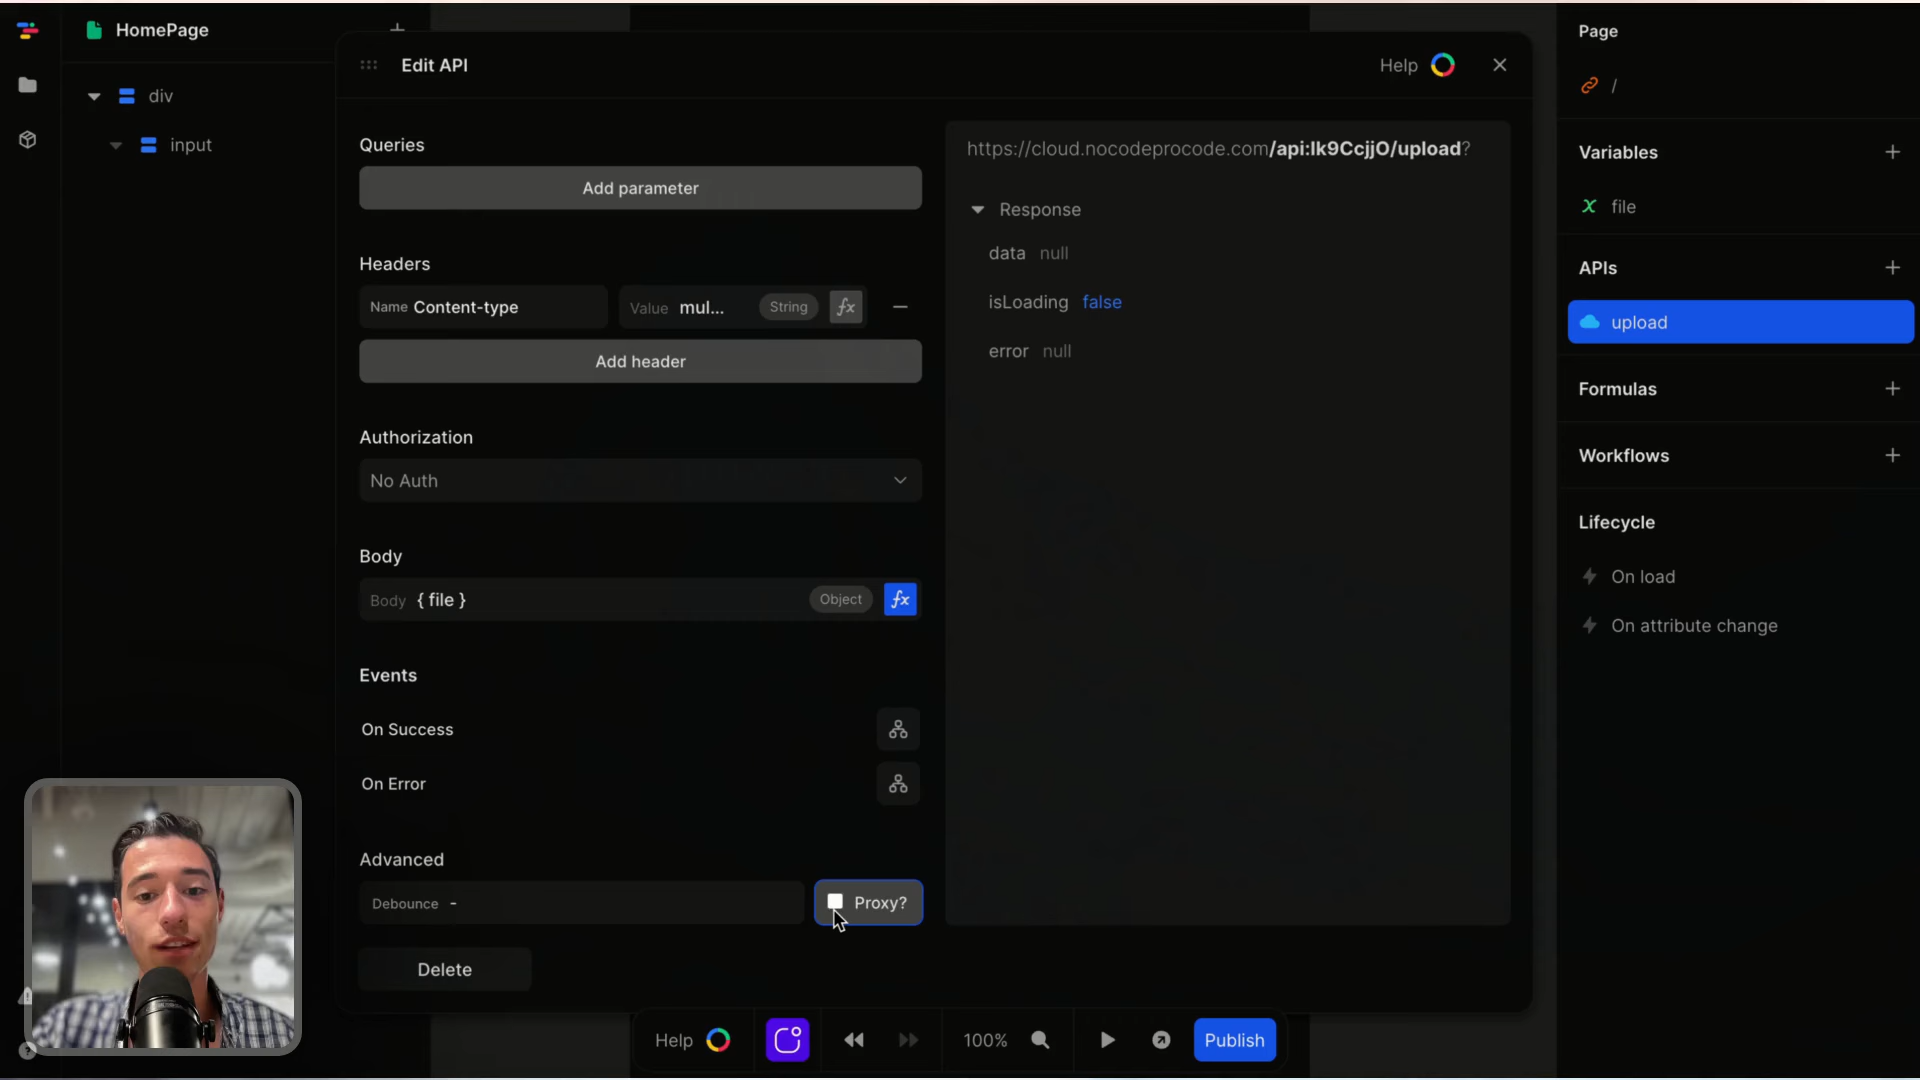 HomePage
+
div
input
Edit API
Help
Queries
Add parameter
Headers
Name Content-type
Value mul... String fx
Add header
Authorization
No Auth
Body
Body { file } Object fx
Events
On Success
On Error
Advanced
Debounce -
Proxy?
Delete
https://cloud.nocodeprocode.com/api:lk9CcjjO/upload?
Response
data null
isLoading false
error null
Page
/
Variables +
file
APIs +
upload
Formulas +
Workflows +
Lifecycle
On load
On attribute change
Help
100%
Publish